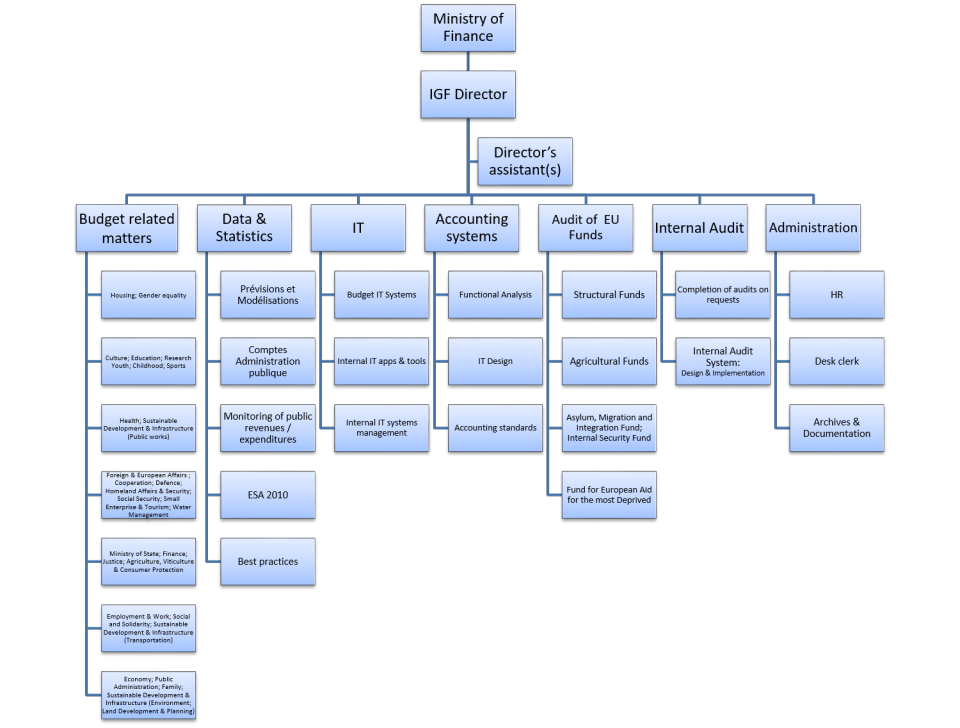 Ministry of
Finance
IGF Director
Director's
assistant(s)
Budget related
matters
Housing; Gender equality
Culture; Education; Research
Youth; Childhood; Sports
Health; Sustainable
Development & Infrastructure
(Public works)
Foreign & European Affairs ;
Cooperation; Defence;
Homeland Affairs & Security;
Social Security; Small
Enterprise & Tourism; Water
Management
Ministry of State; Finance;
Justice; Agriculture, Viticulture
& Consumer Protection
Employment & Work; Social
and Solidarity; Sustainable
Development & Infrastructure
(Transportation)
Economy; Public
Administration; Family;
Sustainable Development &
Infrastructure (Environment;
Land Development & Planning)
Data &
Statistics
Prévisions et
Modélisations
Comptes
Administration
publique
Monitoring of public
revenues /
expenditures
ESA 2010
Best practices
IT
Budget IT Systems
Internal IT apps & tools
Internal IT systems
management
Accounting
systems
Functional Analysis
IT Design
Accounting standards
Audit of EU
Funds
Structural Funds
Agricultural Funds
Asylum, Migration and
Integration Fund;
Internal Security Fund
Fund for European Aid
for the most Deprived
Internal Audit
Completion of audits on
requests
Internal Audit
System:
Design & Implementation
Administration
HR
Desk clerk
Archives &
Documentation